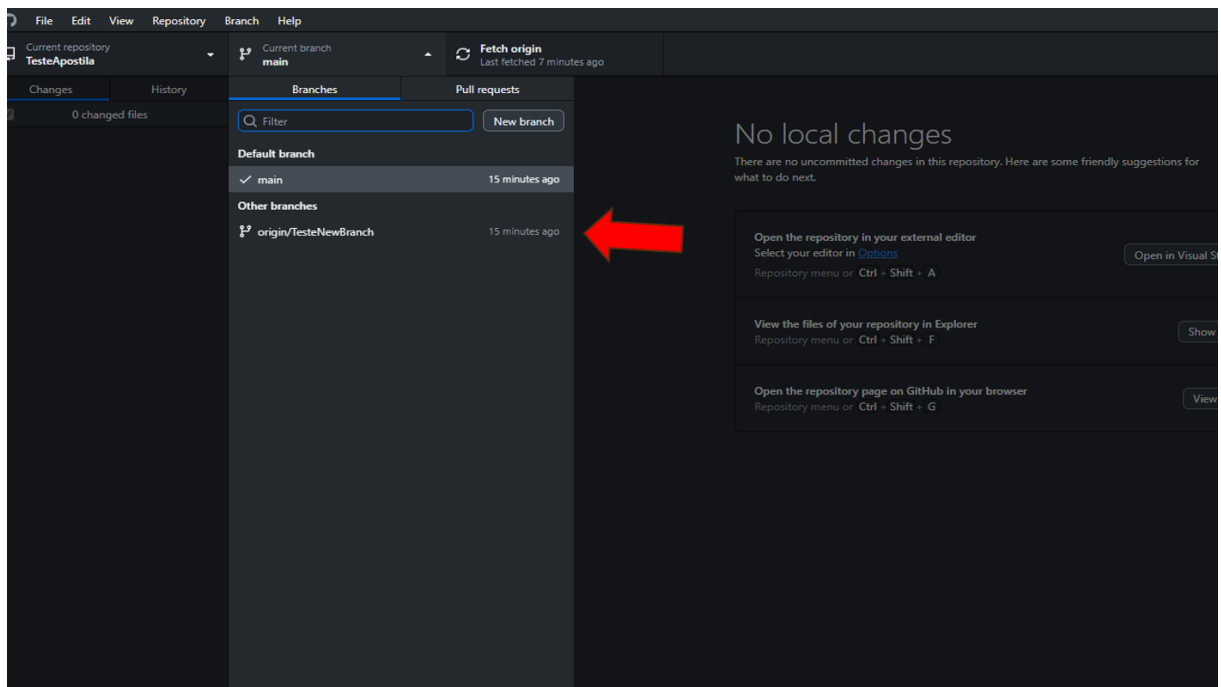 File Edit View Repository Branch Help
Current repository
TesteApostila
Current branch
main
Fetch origin
Last fetched 7 minutes ago
Changes History
0 changed files
Branches Pull requests
Filter
New branch
Default branch
main 15 minutes ago
Other branches
origin/TesteNewBranch 15 minutes ago
No local changes
There are no uncommitted changes in this repository. Here are some friendly suggestions for
what to do next.
Open the repository in your external editor
Select your editor in Options
Repository menu or Ctrl + Shift + A
Open in Visual St
View the files of your repository in Explorer
Repository menu or Ctrl + Shift + F
Show
Open the repository page on GitHub in your browser
Repository menu or Ctrl + Shift + G
View